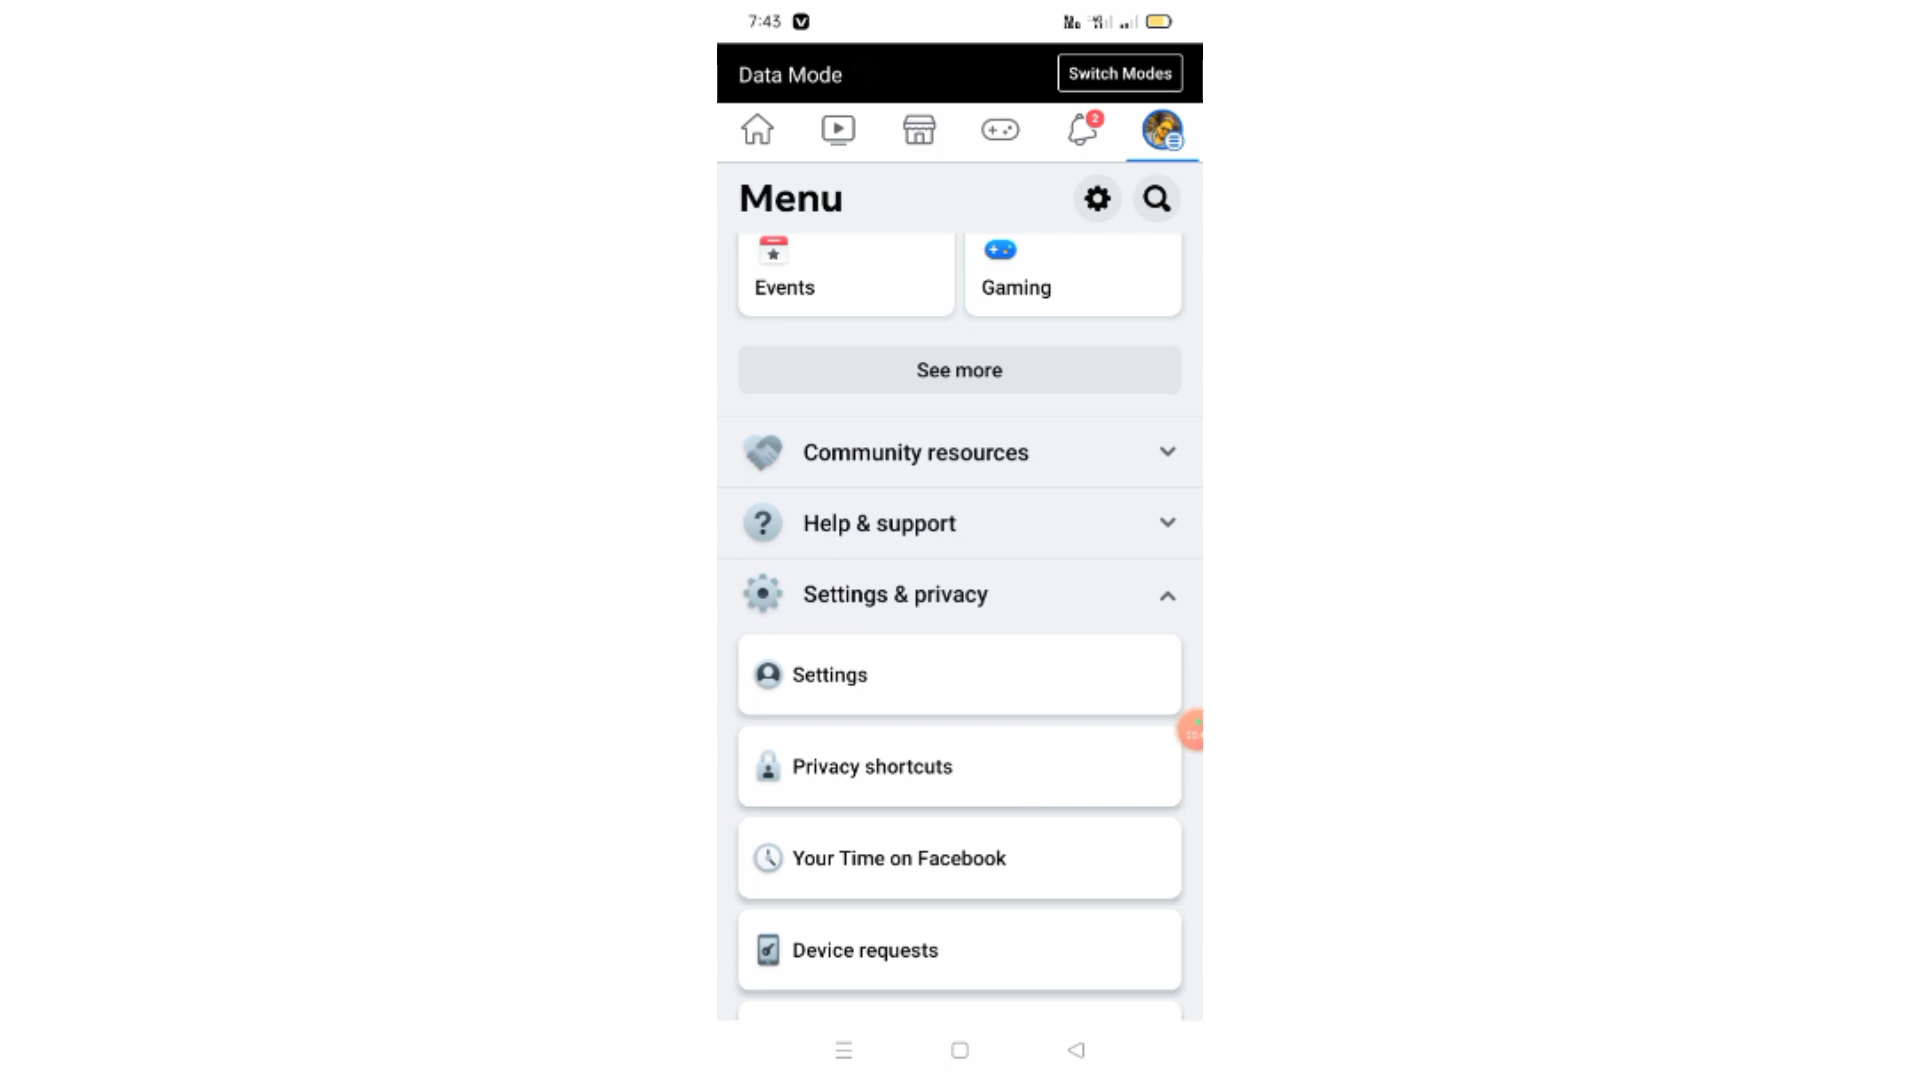 7:43
Data Mode
Switch Modes
2
Menu
Events
Gaming
See more
Community resources
Help & support
Settings & privacy
Settings
Privacy shortcuts
Your Time on Facebook
Device requests